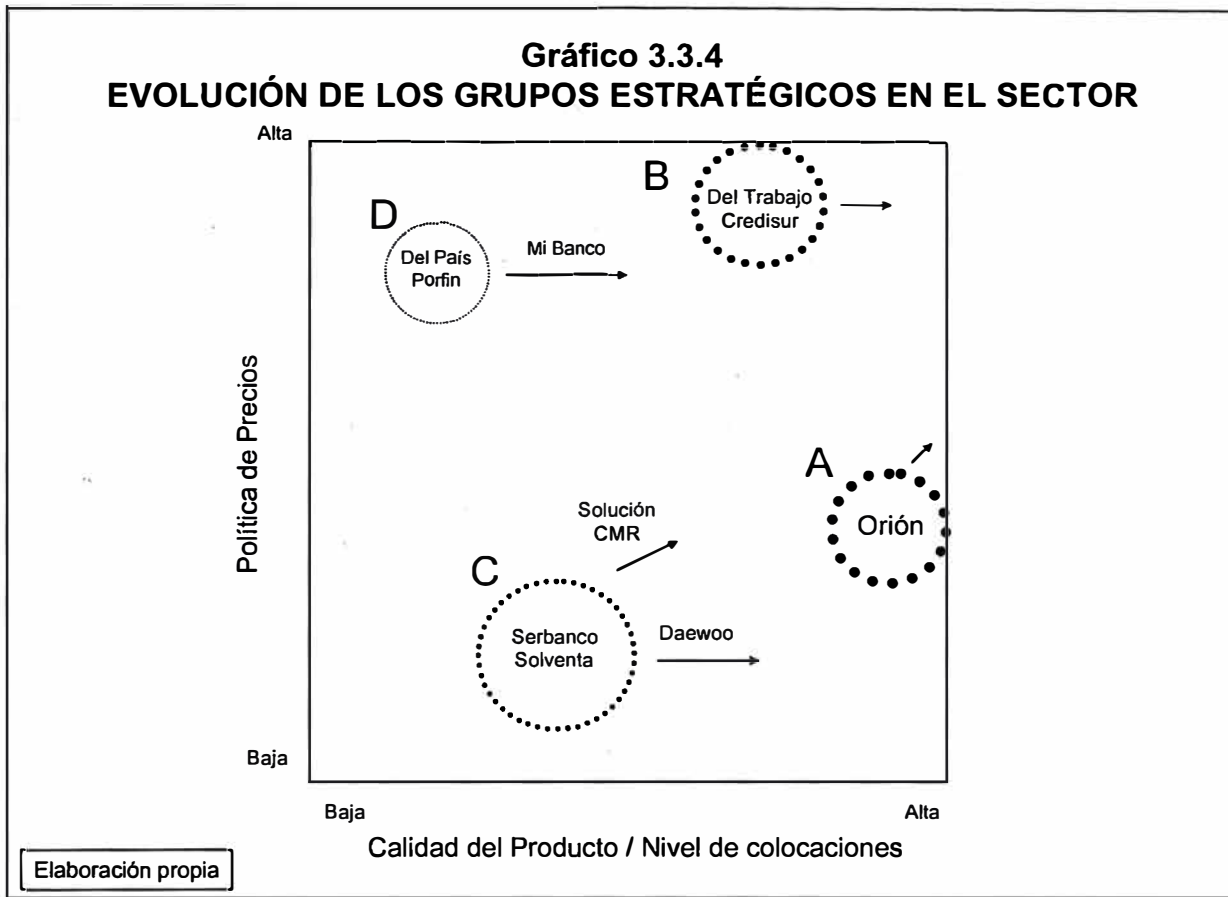 Gráfico 3.3.4
EVOLUCIÓN DE LOS GRUPOS ESTRATÉGICOS EN EL SECTOR
Alta
B
Del Trabajo
Credisur
D
Del País
Porfin
Mi Banco
Política de Precios
A
Orión
Solución
CMR
C
Serbanco
Solventa
Daewoo
Baja
Baja
Alta
Calidad del Producto / Nivel de colocaciones
Elaboración propia